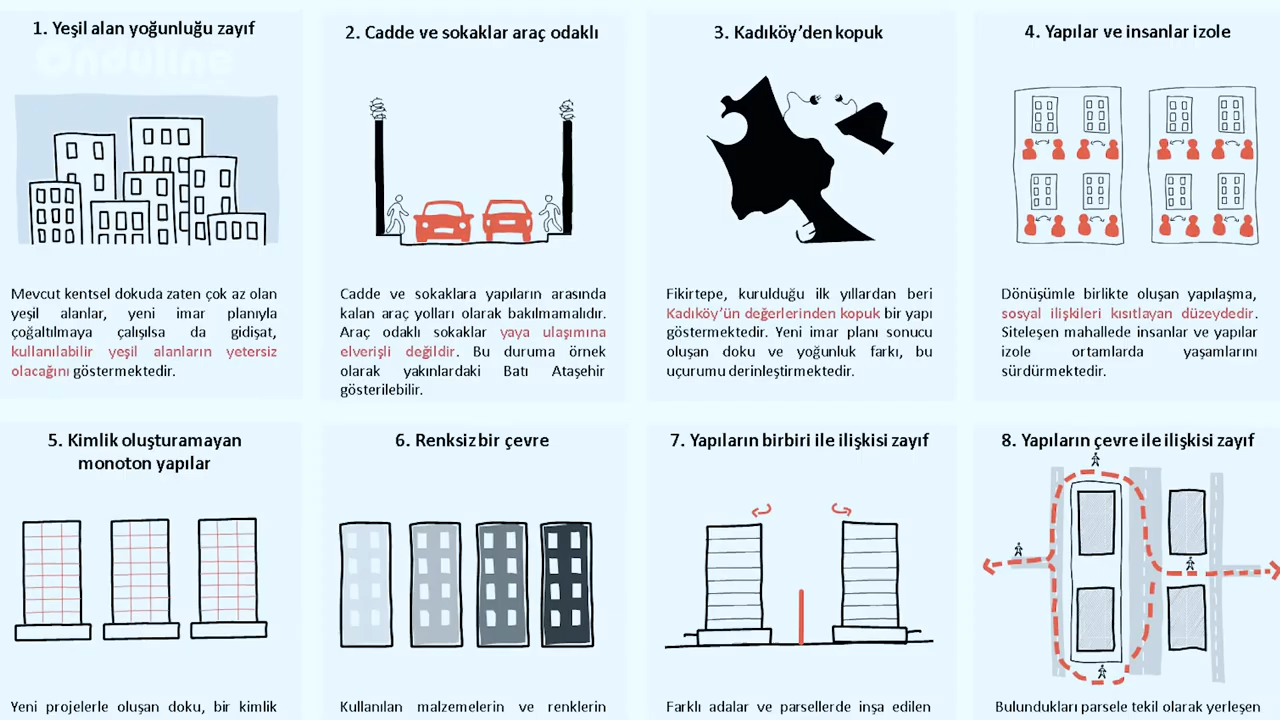 1. Yeşil alan yoğunluğu zayıf
Onduline
Mevcut kentsel dokuda zaten çok az olan
yeşil alanlar, yeni imar planıyla
çoğaltılmaya çalışılsa da gidişat,
kullanılabilir yeşil alanların yetersiz
olacağını göstermektedir.
2. Cadde ve sokaklar araç odaklı
Cadde ve sokaklara yapıların arasında
kalan araç yolları olarak bakılmamalıdır.
Araç odaklı sokaklar yaya ulaşımına
elverişli değildir. Bu duruma örnek
olarak yakınlardaki Batı Ataşehir
gösterilebilir.
3. Kadıköy’den kopuk
Fikirtepe, kurulduğu ilk yıllardan beri
Kadıköy’ün değerlerinden kopuk bir yapı
göstermektedir. Yeni imar planı sonucu
oluşan doku ve yoğunluk farkı, bu
uçurumu derinleştirmektedir.
4. Yapılar ve insanlar izole
Dönüşümle birlikte oluşan yapılaşma,
sosyal ilişkileri kısıtlayan düzeydedir.
Siteleşen mahallede insanlar ve yapılar
izole ortamlarda yaşamlarını
sürdürmektedir.
5. Kimlik oluşturamayan
monoton yapılar
Yeni projelerle oluşan doku, bir kimlik
6. Renksiz bir çevre
Kullanılan malzemelerin ve renklerin
7. Yapıların birbiri ile ilişkisi zayıf
Farklı adalar ve parsellerde inşa edilen
8. Yapıların çevre ile ilişkisi zayıf
Bulundukları parsele tekil olarak yerleşen